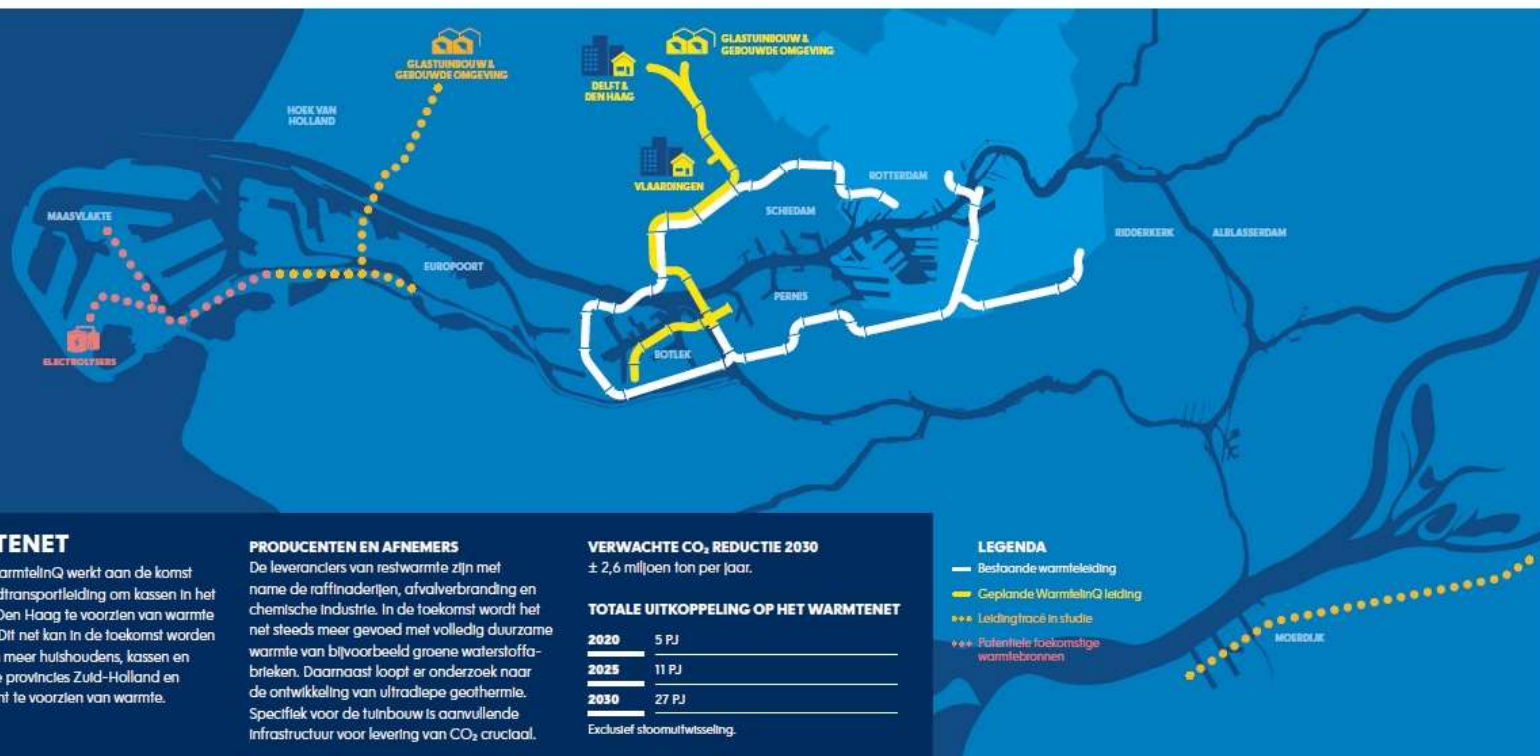 GLASTUINBOUW &
GEBOUWDE OMGEVING
DELFT &
DEN HAAG
GLASTUINBOUW &
GEBOUWDE OMGEVING
HOEK VAN
HOLLAND
VLAARDINGEN
ROTTERDAM
SCHIEDAM
MAASVLAKTE
RIDDERKERK
ALBLASSERDAM
EUROPOORT
PERNIS
BOTLEK
ELECTROLYSERS
MOERDIJK
TENET
armtelinQ werkt aan de komst
dtransportleiding om kassen in het
Den Haag te voorzien van warmte
Dit net kan in de toekomst worden
meer huishoudens, kassen en
provincies Zuid-Holland en
nt te voorzien van warmte.
PRODUCENTEN EN AFNEMERS
De leveranciers van restwarmte zijn met
name de raffinaderijen, afvalverbranding en
chemische industrie. In de toekomst wordt het
net steeds meer gevoed met volledig duurzame
warmte van bijvoorbeeld groene waterstoffa-
brieken. Daarnaast loopt er onderzoek naar
de ontwikkeling van ultradiepe geothermie.
Specifiek voor de tuinbouw is aanvullende
infrastructuur voor levering van CO₂ cruciaal.
VERWACHTE CO₂ REDUCTIE 2030
± 2,6 miljoen ton per jaar.
TOTALE UITKOPPELING OP HET WARMTENET
2020 5 PJ
2025 11 PJ
2030 27 PJ
Exclusief stoomuitwisseling.
LEGENDA
Bestaande warmteleiding
Geplande WarmtelinQ leiding
Leidingtracé in studie
Potentiele toekomstige
warmtebronnen